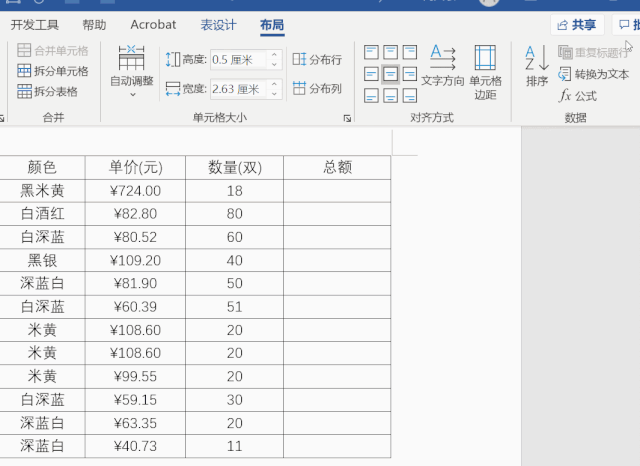 开发工具 帮助 Acrobat 表设计 布局 共享
合并单元格 高度: 0.5 厘米 分布行 重复标题行
拆分单元格 自动调整 文字方向 单元格边距 排序 转换为文本
拆分表格 宽度: 2.63 厘米 分布列 fx 公式
合并 单元格大小 对齐方式 数据
颜色 单价(元) 数量(双) 总额
黑米黄 ¥724.00 18
白酒红 ¥82.80 80
白深蓝 ¥80.52 60
黑银 ¥109.20 40
深蓝白 ¥81.90 50
白深蓝 ¥60.39 51
米黄 ¥108.60 20
米黄 ¥108.60 20
米黄 ¥99.55 20
白深蓝 ¥59.15 30
深蓝白 ¥63.35 20
深蓝白 ¥40.73 11